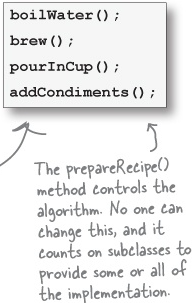 boilWater();
brew();
pourInCup();
addCondiments();
The prepareRecipe()
method controls the
algorithm. No one can
change this, and it
counts on subclasses to
provide some or all of
the implementation.